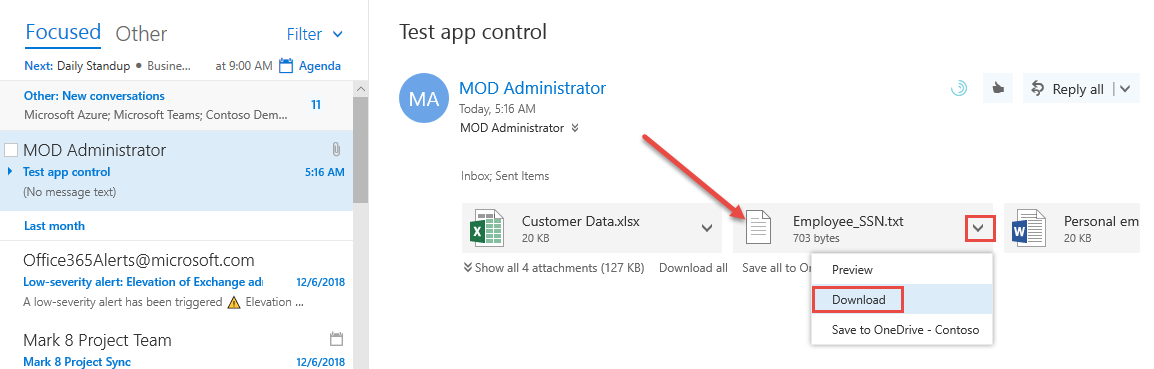 Focused Other Filter
Next: Daily Standup • Busine... at 9:00 AM Agenda
Other: New conversations
Microsoft Azure; Microsoft Teams; Contoso Dem...
11
MOD Administrator
Test app control 5:16 AM
(No message text)
Last month
Office365Alerts@microsoft.com
Low-severity alert: Elevation of Exchange adı 12/6/2018
A low-severity alert has been triggered ⚠ Elevation ...
Mark 8 Project Team
Mark 8 Project Sync 12/6/2018
Test app control
MA
MOD Administrator
Today, 5:16 AM
MOD Administrator
Reply all
Inbox; Sent Items
Customer Data.xlsx
20 KB
Employee_SSN.txt
703 bytes
Personal em
20 KB
Show all 4 attachments (127 KB) Download all Save all to On
Preview
Download
Save to OneDrive - Contoso